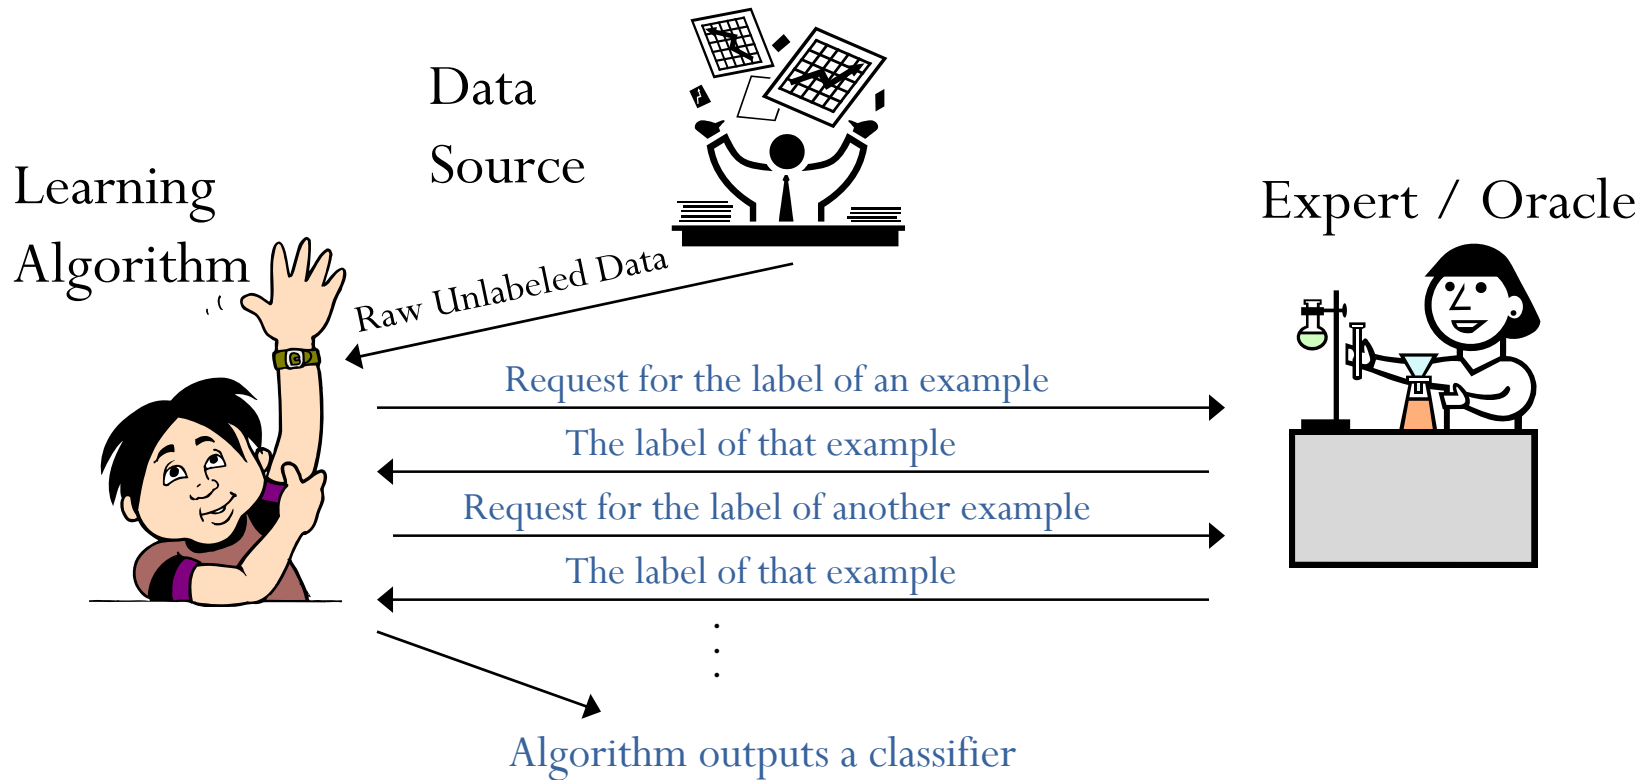 Data
Source
Learning
Algorithm
Expert / Oracle
Raw Unlabeled Data
Request for the label of an example
The label of that example
Request for the label of another example
The label of that example
.
.
.
Algorithm outputs a classifier